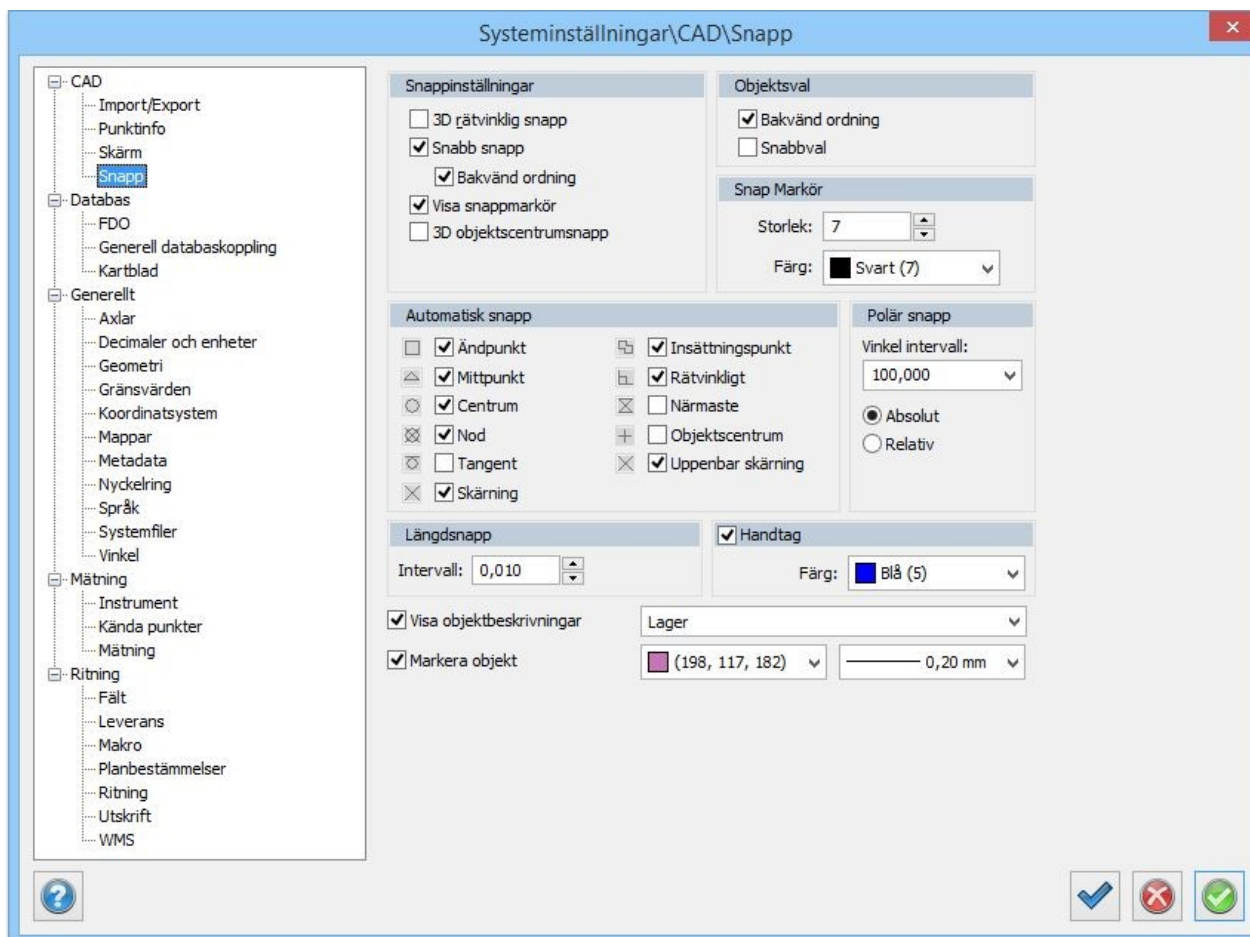 Systeminställningar\CAD\Snapp
CAD
Import/Export
Punktinfo
Skärm
Snapp
Databas
FDO
Generell databaskoppling
Kartblad
Generellt
Axlar
Decimaler och enheter
Geometri
Gränsvärden
Koordinatsystem
Mappar
Metadata
Nyckelring
Språk
Systemfiler
Vinkel
Mätning
Instrument
Kända punkter
Mätning
Ritning
Fält
Leverans
Makro
Planbestämmelser
Ritning
Utskrift
WMS
Snappinställningar
3D rätvinklig snapp
Snabb snapp
Bakvänd ordning
Visa snappmarkör
3D objektscentrumsnapp
Objektsval
Bakvänd ordning
Snabbval
Snap Markör
Storlek: 7
Färg: Svart (7)
Automatisk snapp
Ändpunkt
Mittpunkt
Centrum
Nod
Tangent
Skärning
Insättningspunkt
Rätvinkligt
Närmaste
Objektscentrum
Uppenbar skärning
Polär snapp
Vinkel intervall:
100,000
Absolut
Relativ
Längdsnapp
Intervall: 0,010
Handtag
Färg: Blå (5)
Visa objektbeskrivningar Lager
Markera objekt (198, 117, 182) 0,20 mm